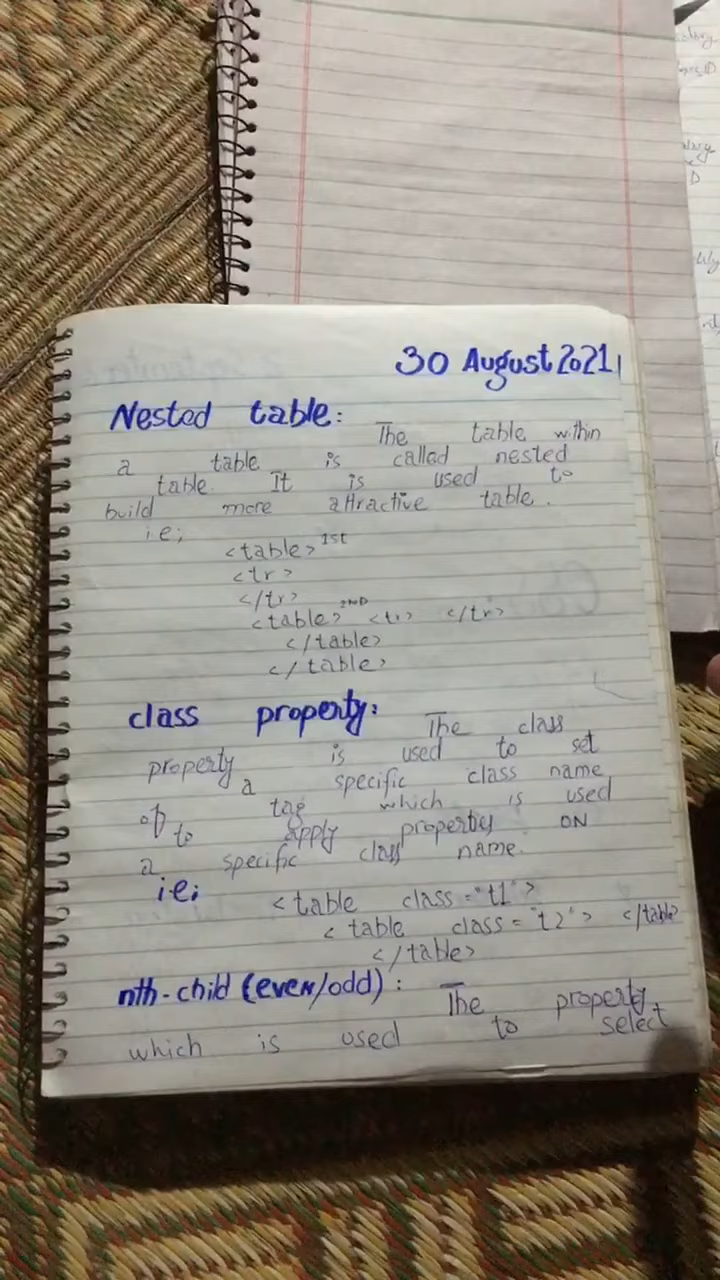 30 August 2021
Nested table:
The table within
a table is called nested
table. It is used to
build more attractive table.
i.e;
<table> 1st
<tr>
</tr>
<table> 2ND <tr> </tr>
</table>
</table>
class property:
The class
property is used to set
a specific class name
of tag which is used
to apply property ON
a specific class name.
i.e;
<table class="t1">
<table class="t2"> </table>
</table>
nth-child (even/odd):
The property
which is used to select